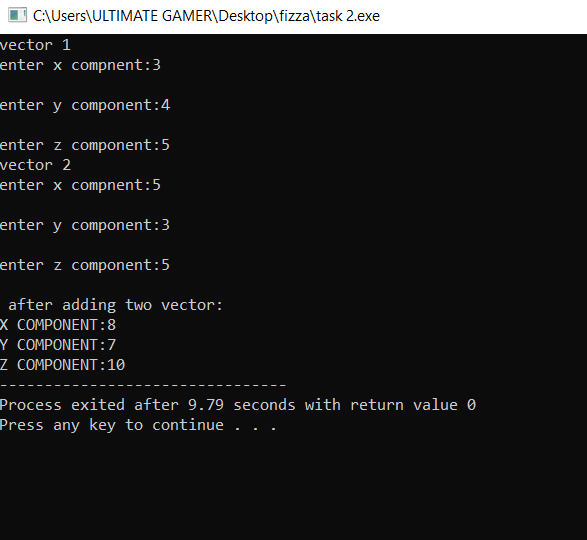 C:\Users\ULTIMATE GAMER\Desktop\fizza\task 2.exe
vector 1
enter x compnent:3
enter y component:4
enter z component:5
vector 2
enter x compnent:5
enter y component:3
enter z component:5
after adding two vector:
X COMPONENT:8
Y COMPONENT:7
Z COMPONENT:10
--------------------------------
Process exited after 9.79 seconds with return value 0
Press any key to continue . . .